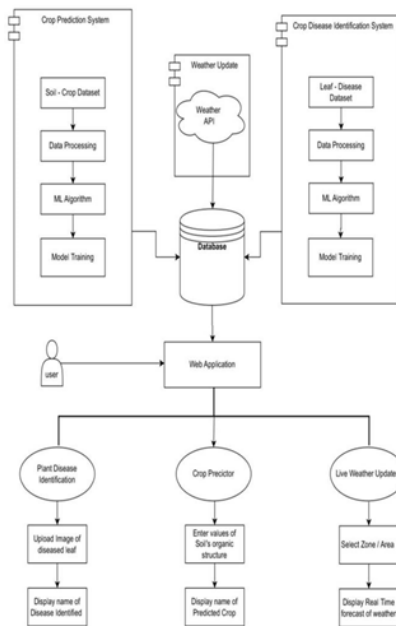 Crop Prediction System
Soil - Crop Dataset
Data Processing
ML Algorithm
Model Training
Weather Update
Weather
API
Crop Disease Identification System
Leaf - Disease
Dataset
Data Processing
ML Algorithm
Model Training
Database
user
Web Application
Plant Disease
Identification
Upload Image of
diseased leaf
Display name of
Disease Identified
Crop Precictor
Enter values of
Soil's organic
structure
Display name of
Predicted Crop
Live Weather Update
Select Zone / Area
Display Real Time
forecast of weather